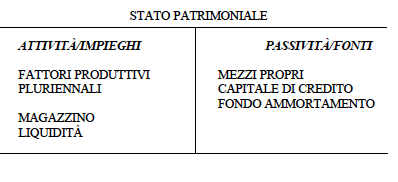 STATO PATRIMONIALE
ATTIVITÀ/IMPIEGHI
FATTORI PRODUTTIVI
PLURIENNALI
MAGAZZINO
LIQUIDITÀ
PASSIVITÀ/FONTI
MEZZI PROPRI
CAPITALE DI CREDITO
FONDO AMMORTAMENTO